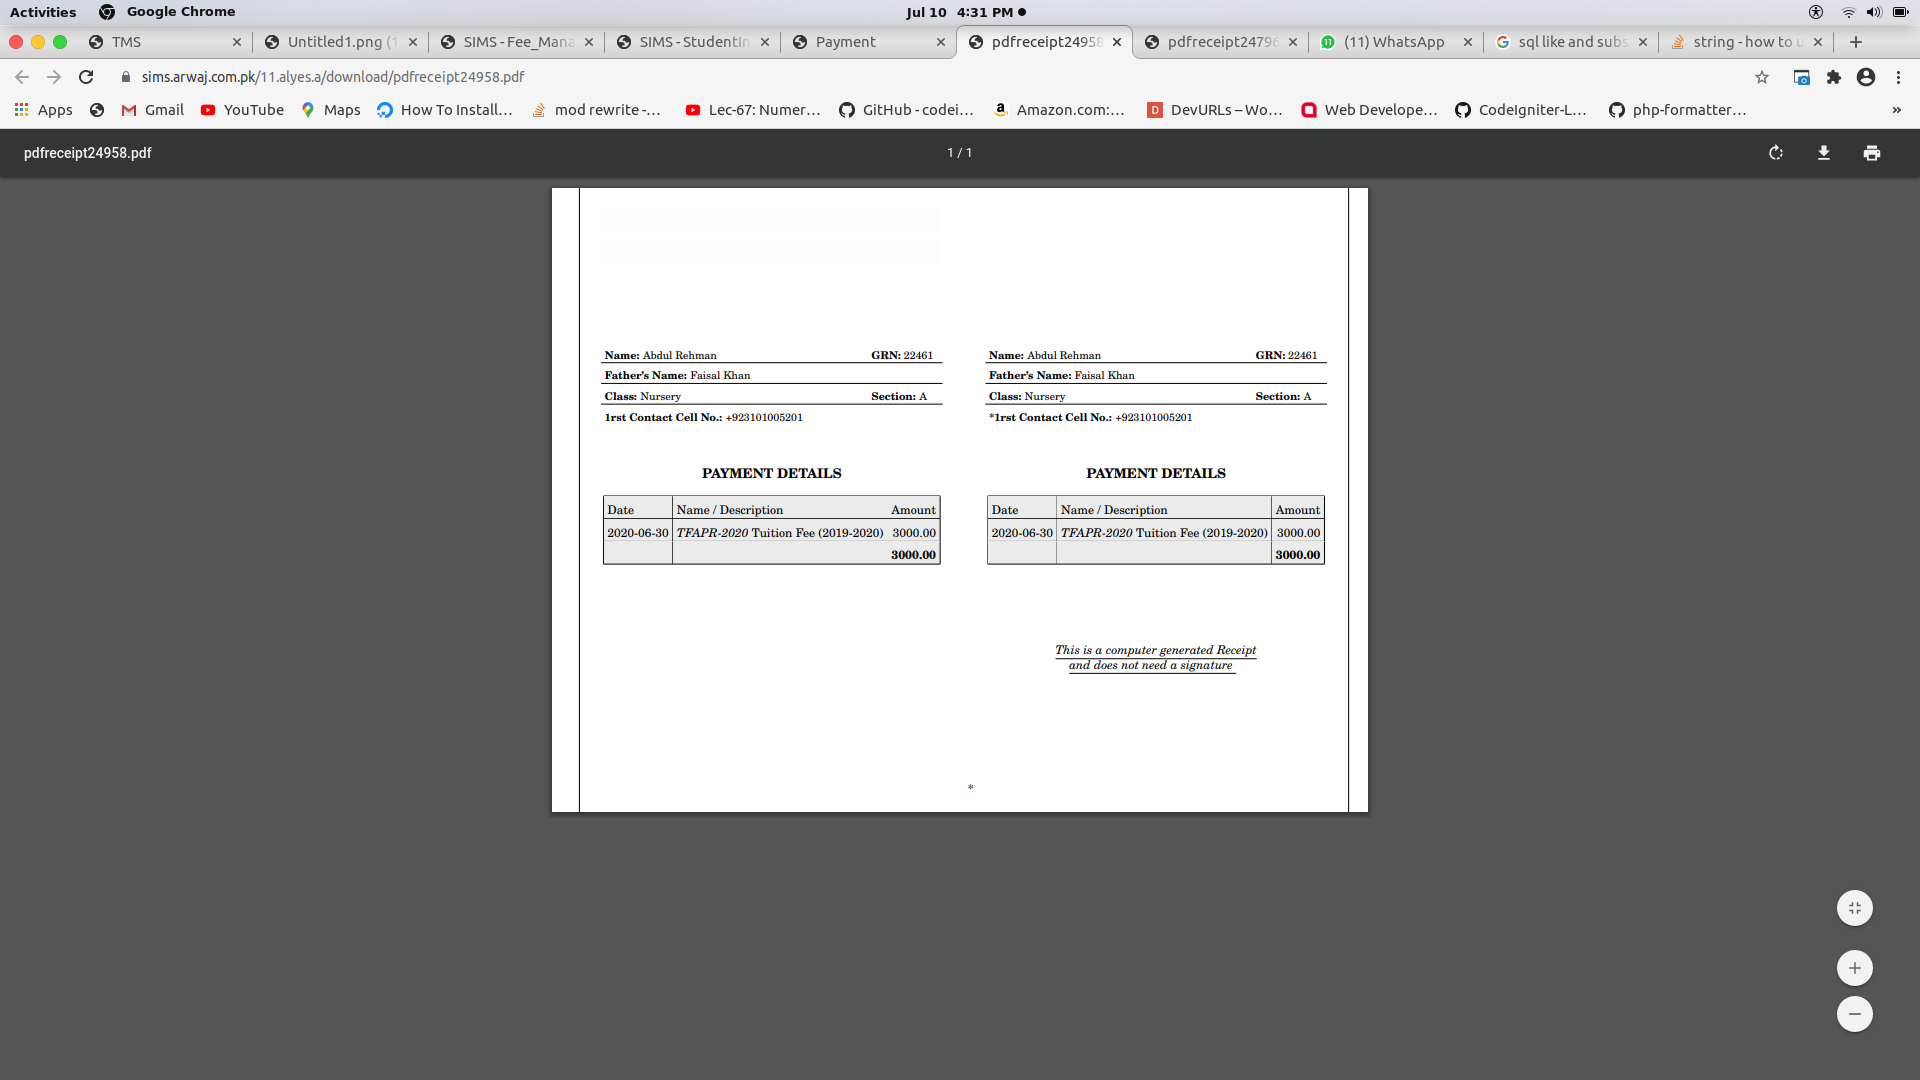 Activities Google Chrome Jul 10 4:31 PM
TMS Untitled1.png (1 SIMS - Fee_Mana SIMS - StudentIn Payment pdfreceipt24958 pdfreceipt24796 (11) WhatsApp sql like and subs string - how to u
sims.arwaj.com.pk/11.alyes.a/download/pdfreceipt24958.pdf
Apps Gmail YouTube Maps How To Install... mod rewrite -... Lec-67: Numer... GitHub - codei... Amazon.com:... DevURLs – Wo... Web Develope... CodeIgniter-L... php-formatter... »
pdfreceipt24958.pdf 1 / 1
Name: Abdul Rehman GRN: 22461
Father's Name: Faisal Khan
Class: Nursery Section: A
1rst Contact Cell No.: +923101005201
PAYMENT DETAILS
Date Name / Description Amount
2020-06-30 TFAPR-2020 Tuition Fee (2019-2020) 3000.00
3000.00
Name: Abdul Rehman GRN: 22461
Father's Name: Faisal Khan
Class: Nursery Section: A
*1rst Contact Cell No.: +923101005201
PAYMENT DETAILS
Date Name / Description Amount
2020-06-30 TFAPR-2020 Tuition Fee (2019-2020) 3000.00
3000.00
This is a computer generated Receipt
and does not need a signature
*